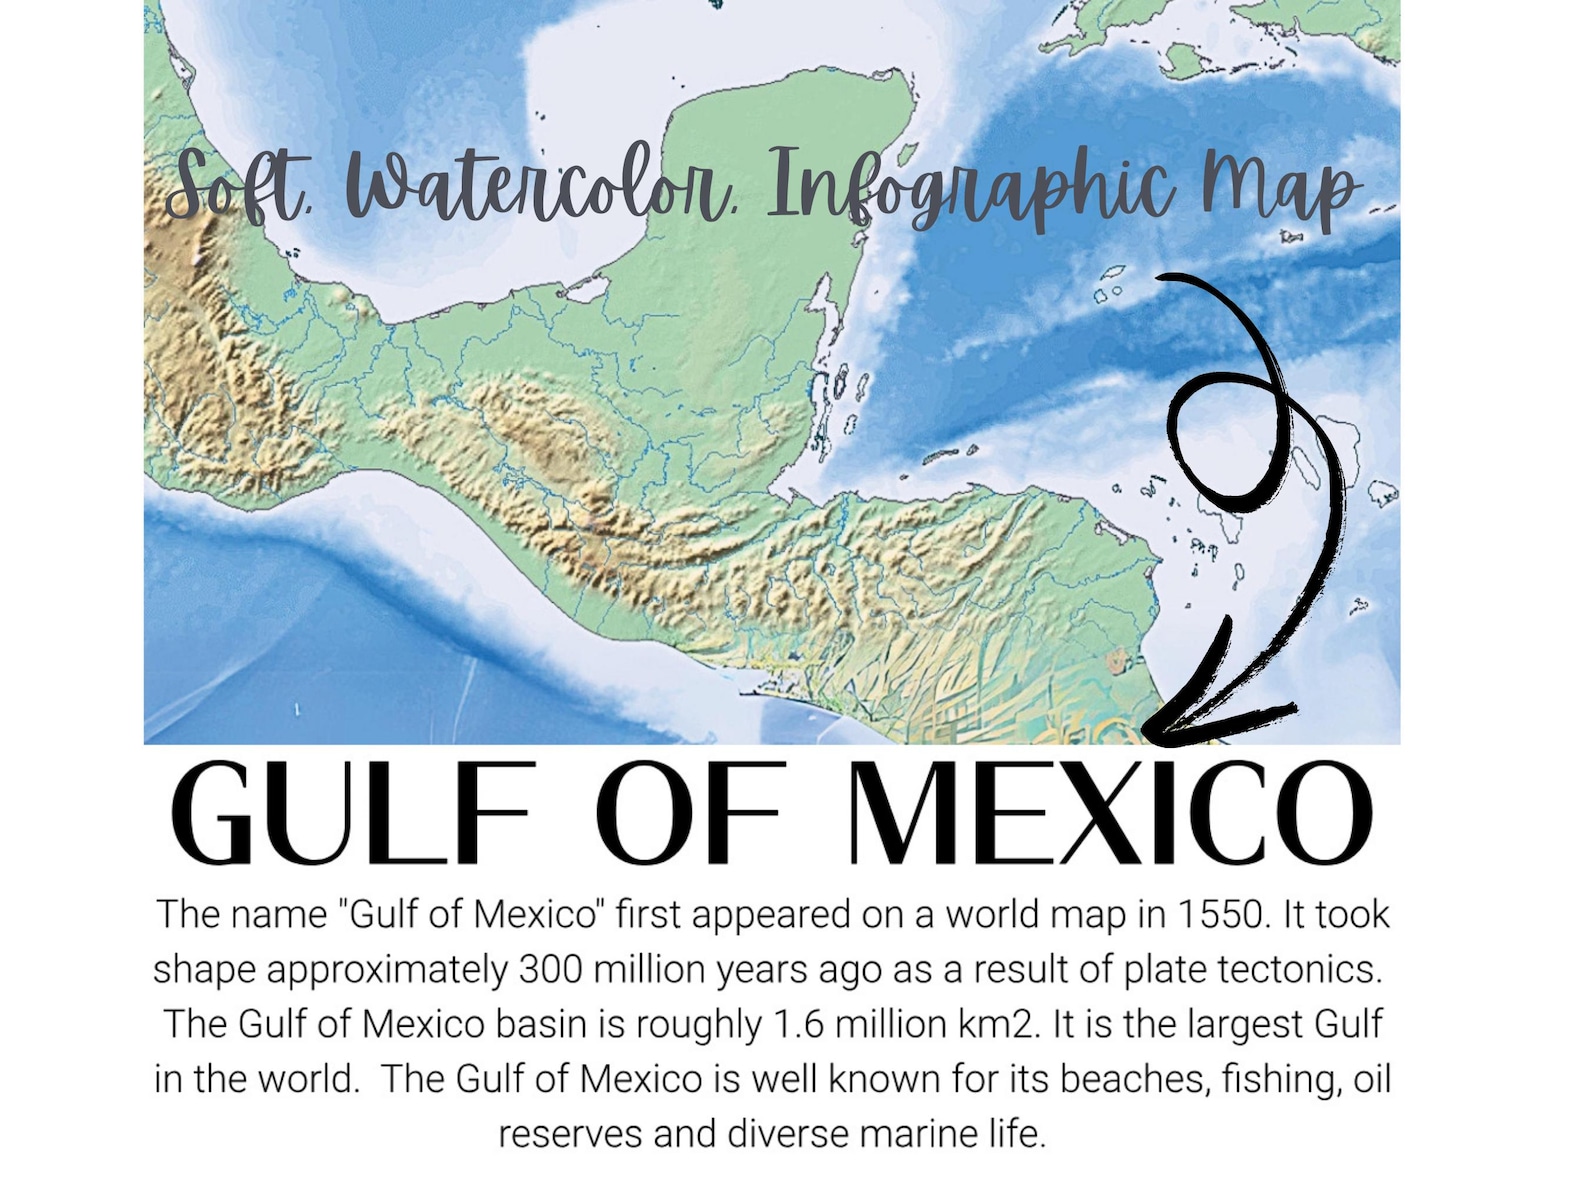 Soft, Watercolor, Infographic Map
GULF OF MEXICO
The name "Gulf of Mexico" first appeared on a world map in 1550. It took
shape approximately 300 million years ago as a result of plate tectonics.
The Gulf of Mexico basin is roughly 1.6 million km2. It is the largest Gulf
in the world.  The Gulf of Mexico is well known for its beaches, fishing, oil
reserves and diverse marine life.